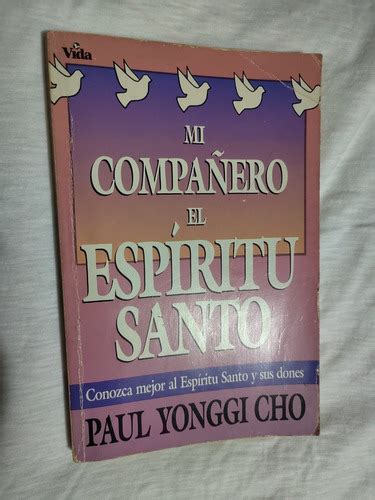 Vida
MI
COMPAÑERO
EL
ESPÍRITU
SANTO
Conozca mejor al Espíritu Santo y sus dones
PAUL YONGGI CHO